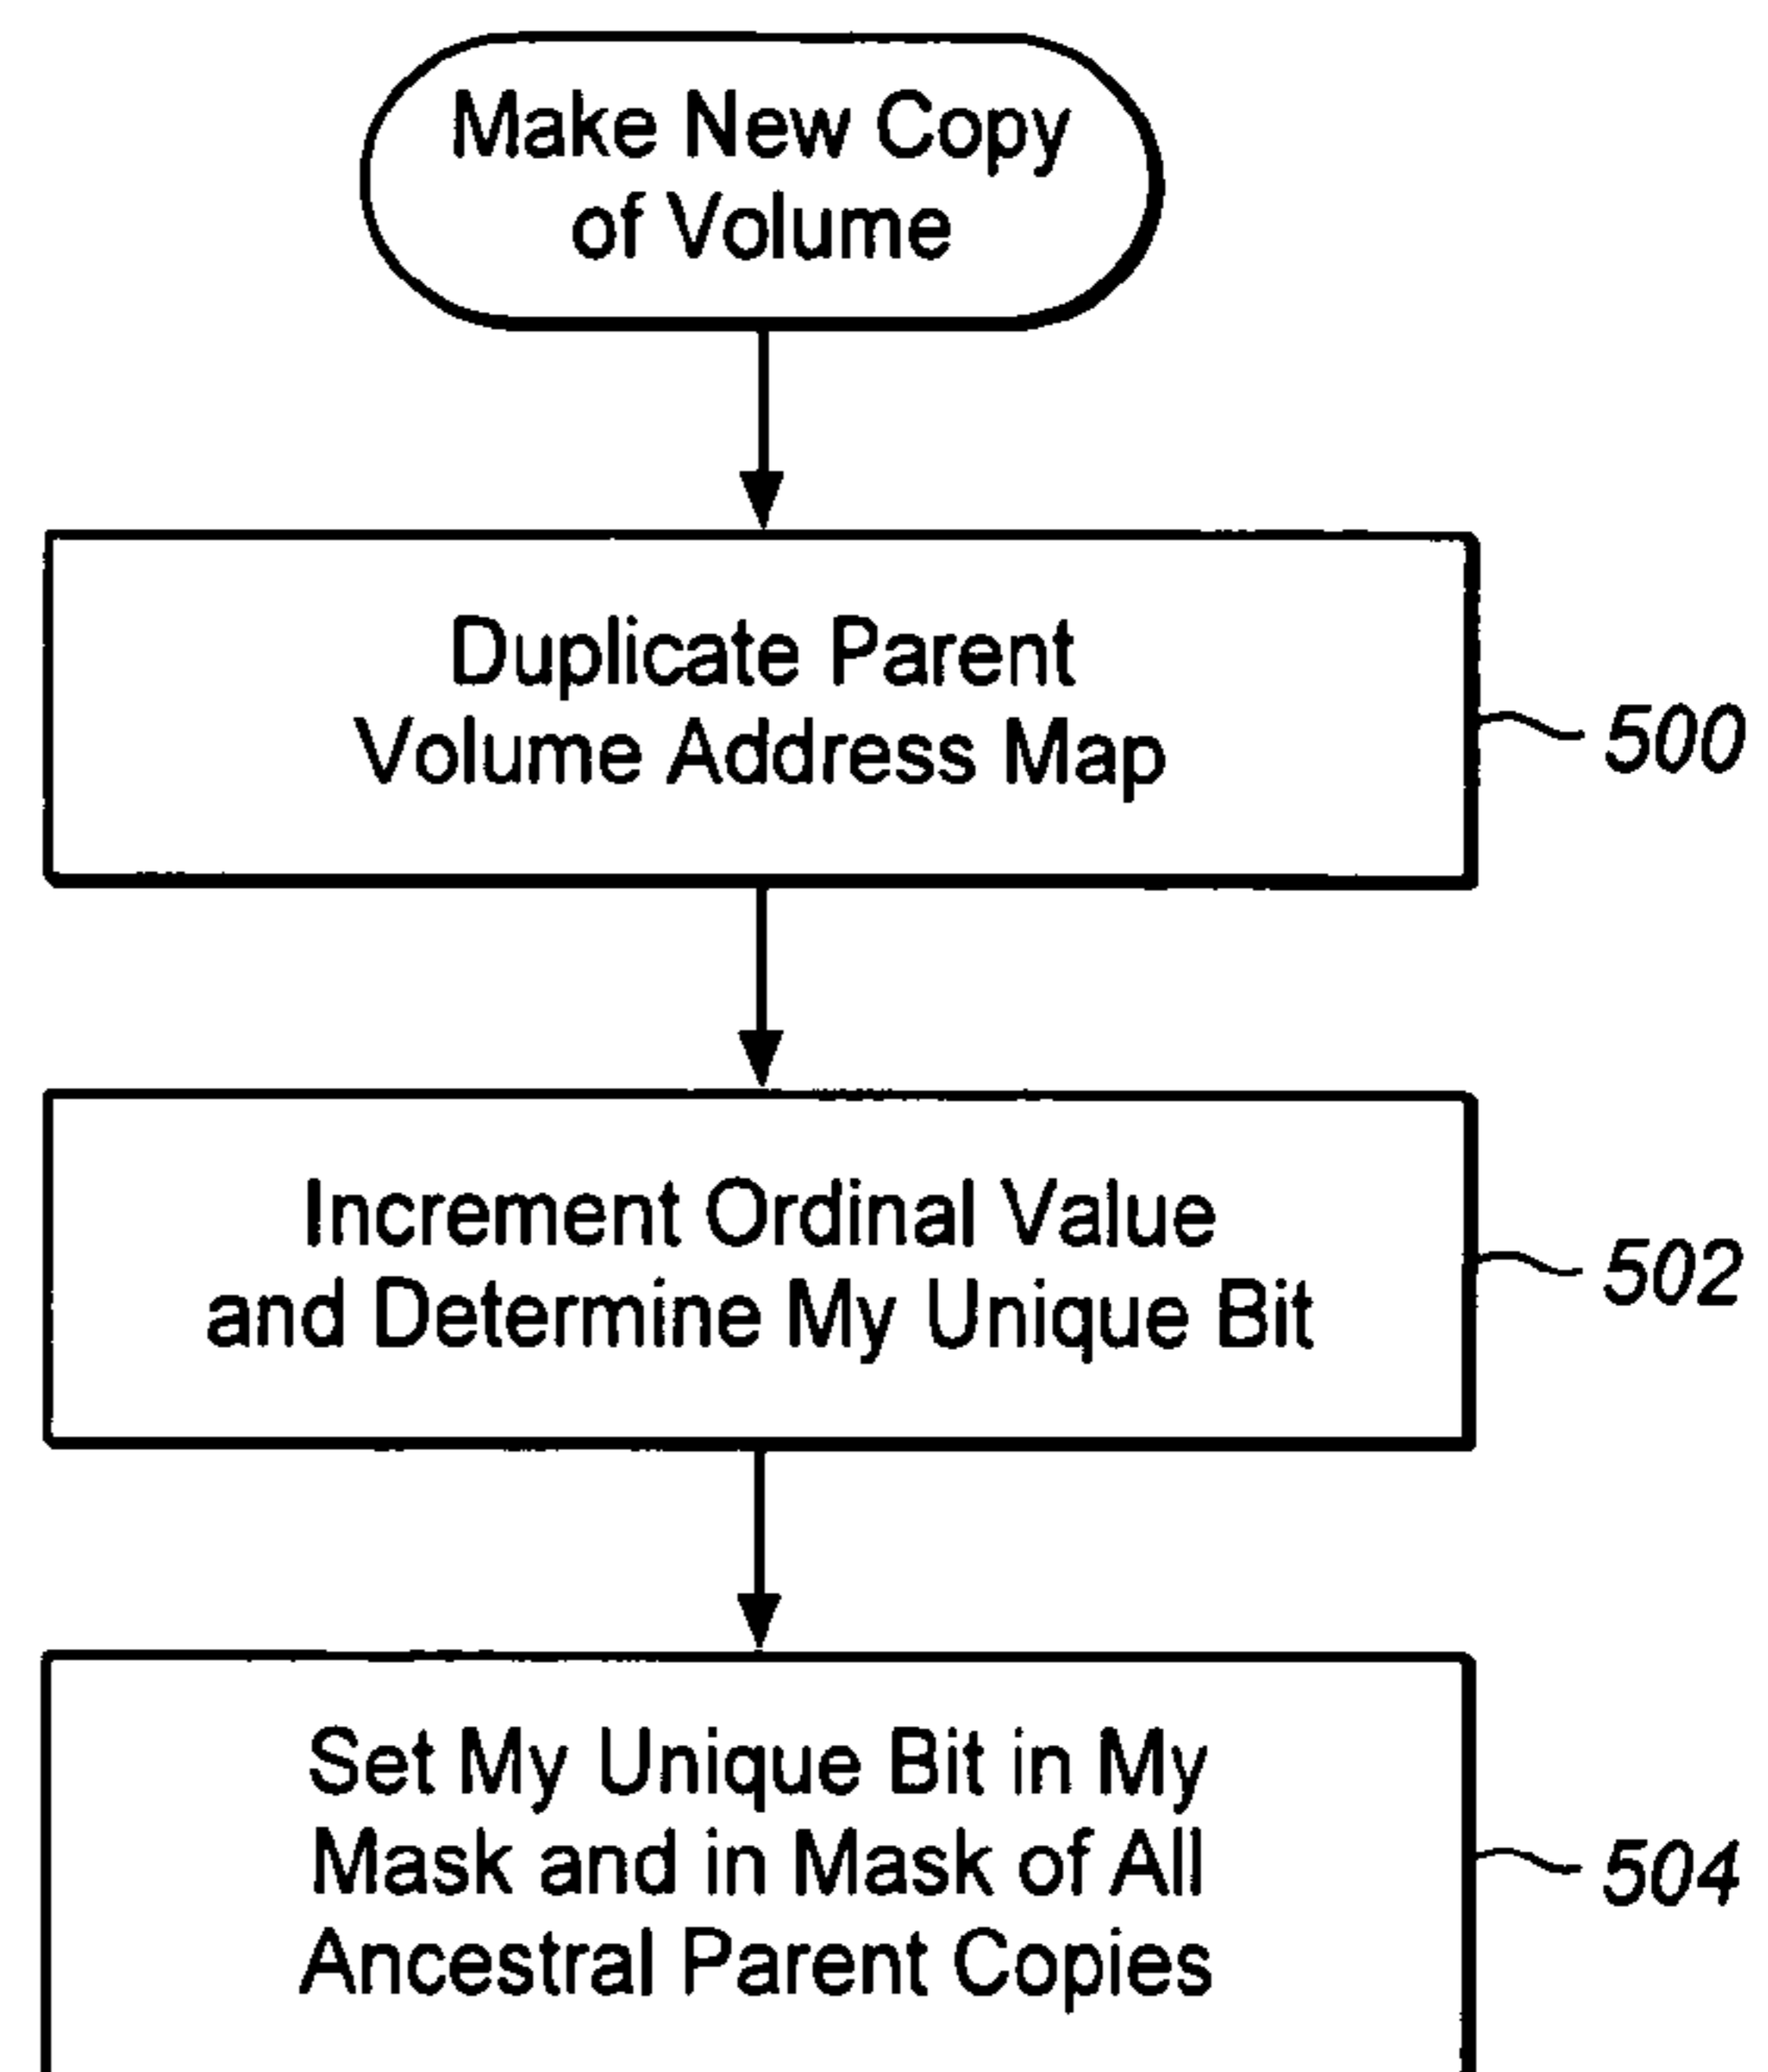 Make New Copy
of Volume
Duplicate Parent
Volume Address Map
500
Increment Ordinal Value
and Determine My Unique Bit
502
Set My Unique Bit in My
Mask and in Mask of All
Ancestral Parent Copies
504